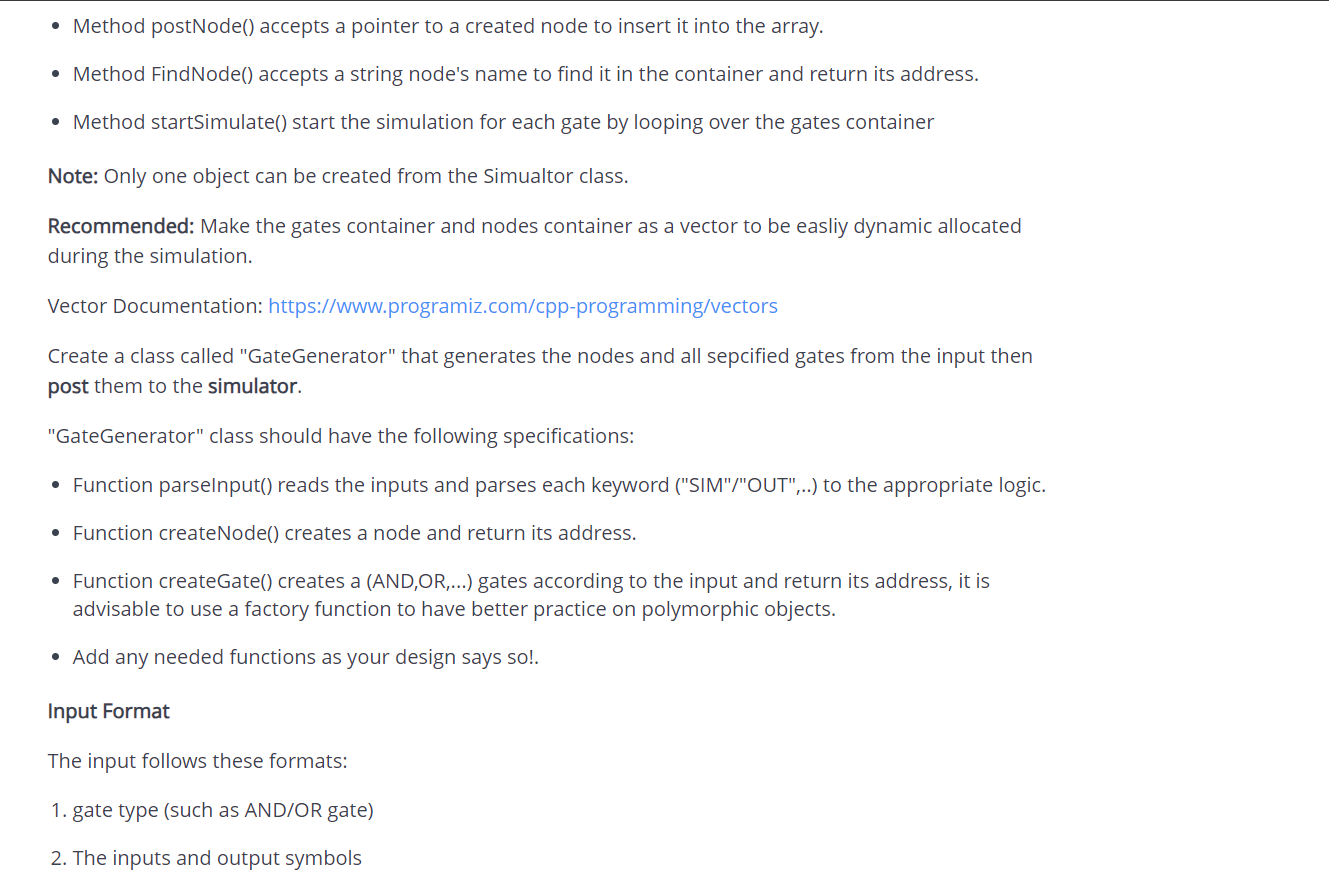 • Method postNode() accepts a pointer to a created node to insert it into the array.
• Method FindNode() accepts a string node's name to find it in the container and return its address.
• Method startSimulate() start the simulation for each gate by looping over the gates container
Note: Only one object can be created from the Simualtor class.
Recommended: Make the gates container and nodes container as a vector to be easliy dynamic allocated
during the simulation.
Vector Documentation: https://www.programiz.com/cpp-programming/vectors
Create a class called "GateGenerator" that generates the nodes and all sepcified gates from the input then
post them to the simulator.
"GateGenerator" class should have the following specifications:
• Function parseInput() reads the inputs and parses each keyword ("SIM"/"OUT",..) to the appropriate logic.
• Function createNode() creates a node and return its address.
• Function createGate() creates a (AND,OR,...) gates according to the input and return its address, it is
advisable to use a factory function to have better practice on polymorphic objects.
• Add any needed functions as your design says so!.
Input Format
The input follows these formats:
1. gate type (such as AND/OR gate)
2. The inputs and output symbols